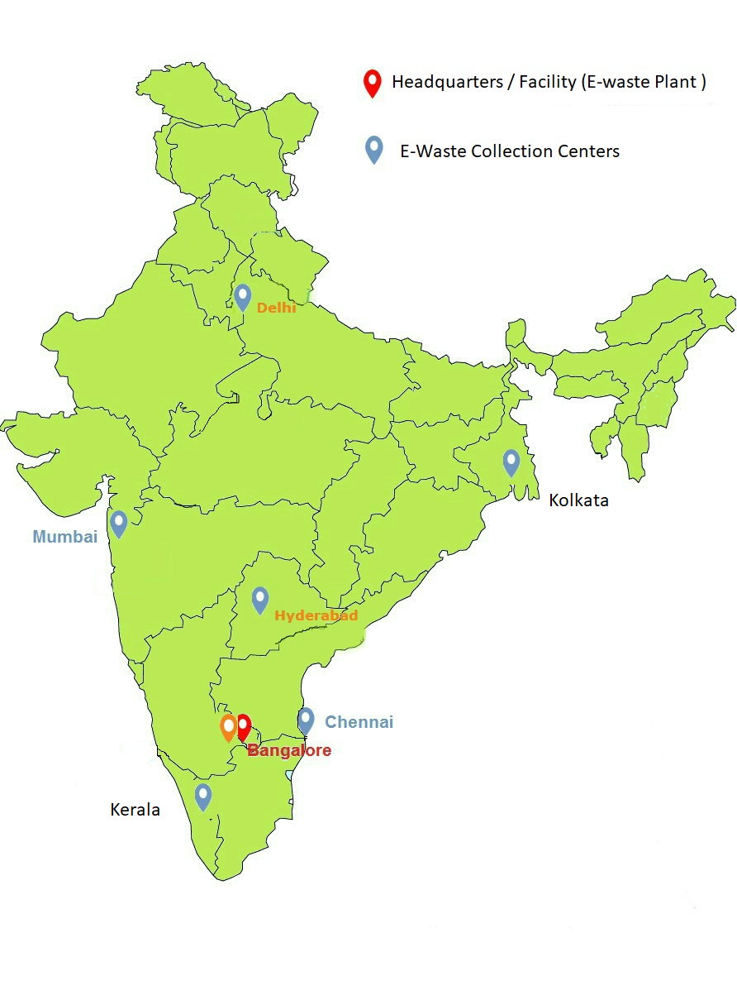 Headquarters / Facility (E-waste Plant )
E-Waste Collection Centers
Delhi
Kolkata
Mumbai
Hyderabad
Chennai
Bangalore
Kerala